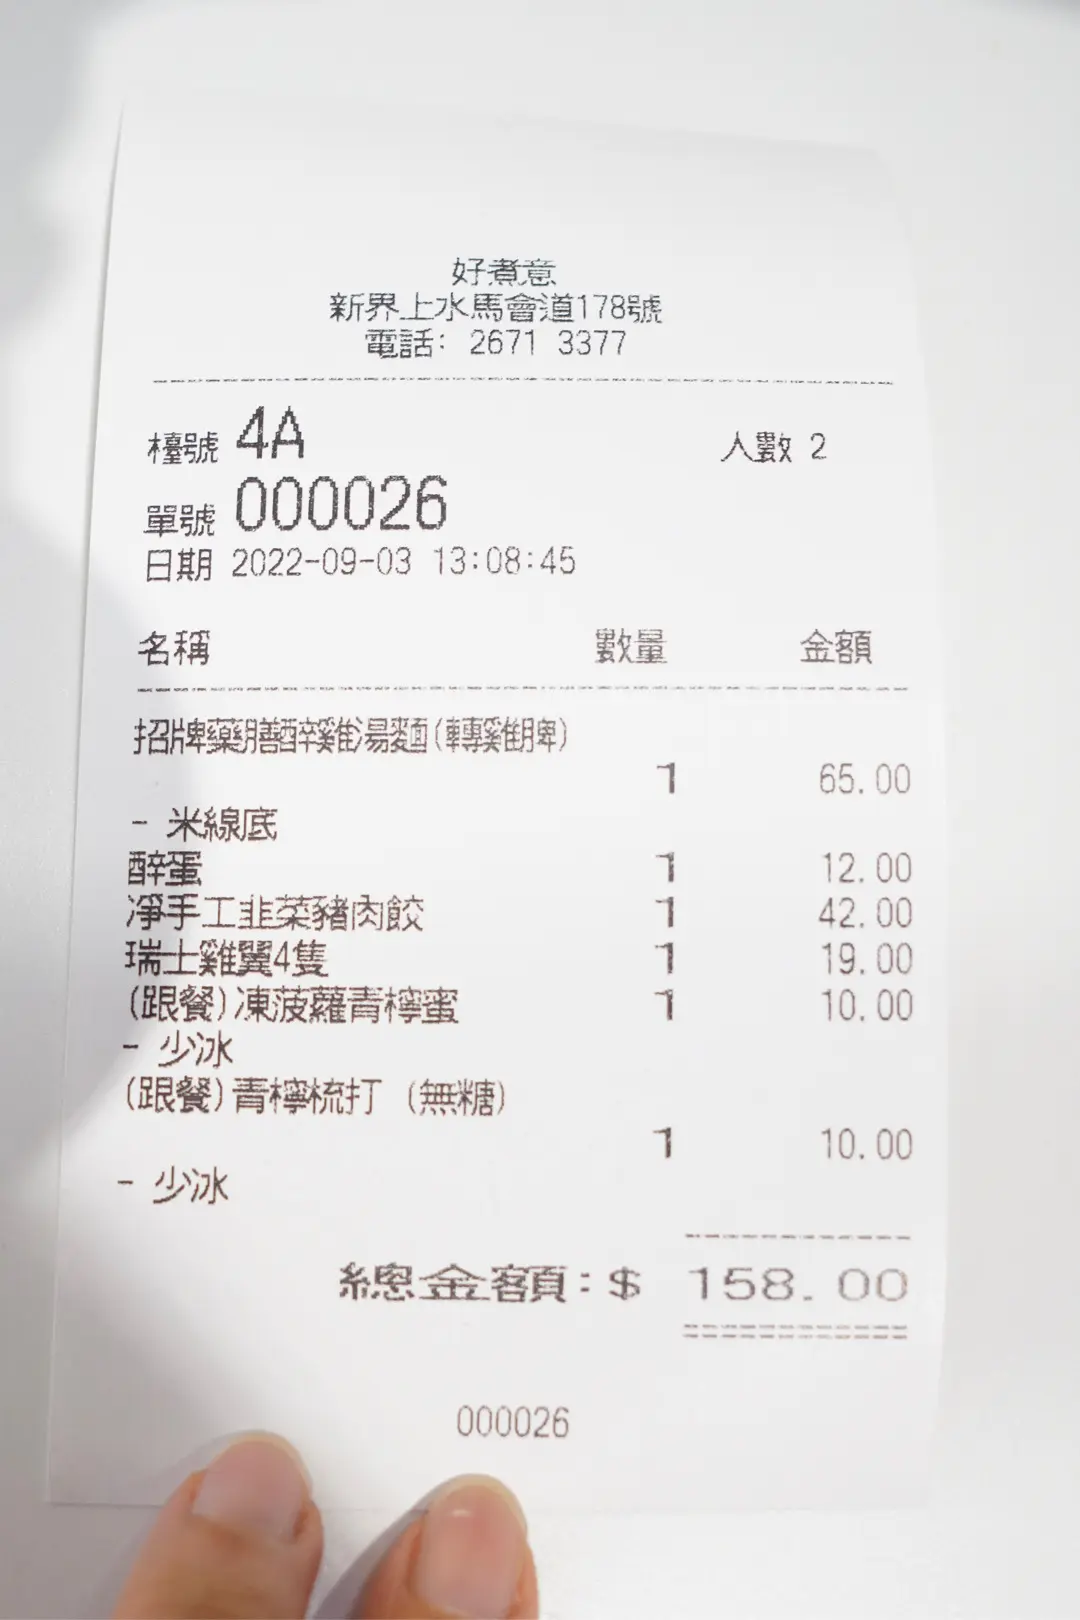 好煮意
新界上水馬會道178號
電話: 2671 3377
檯號 4A 人數 2
單號 000026
日期 2022-09-03 13:08:45
名稱 數量 金額
招牌藥膳醉雞湯麵(轉雞髀)
1 65.00
- 米線底
醉蛋 1 12.00
凈手工韭菜豬肉餃 1 42.00
瑞士雞翼4隻 1 19.00
(跟餐)凍菠蘿青檸蜜 1 10.00
- 少冰
(跟餐)青檸梳打 (無糖)
1 10.00
- 少冰
總金額:$ 158.00
000026